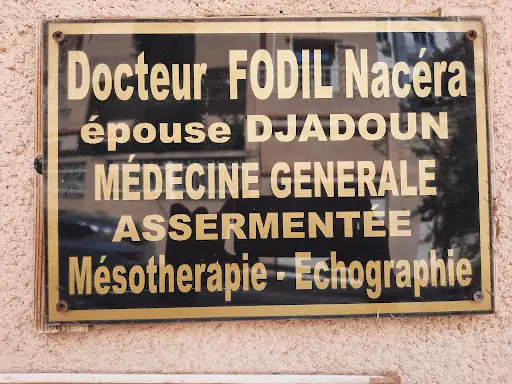 Docteur FODIL Nacéra
épouse DJADOUN
MÉDECINE GENERALE
ASSERMENTÉE
Mésotherapie - Echographie